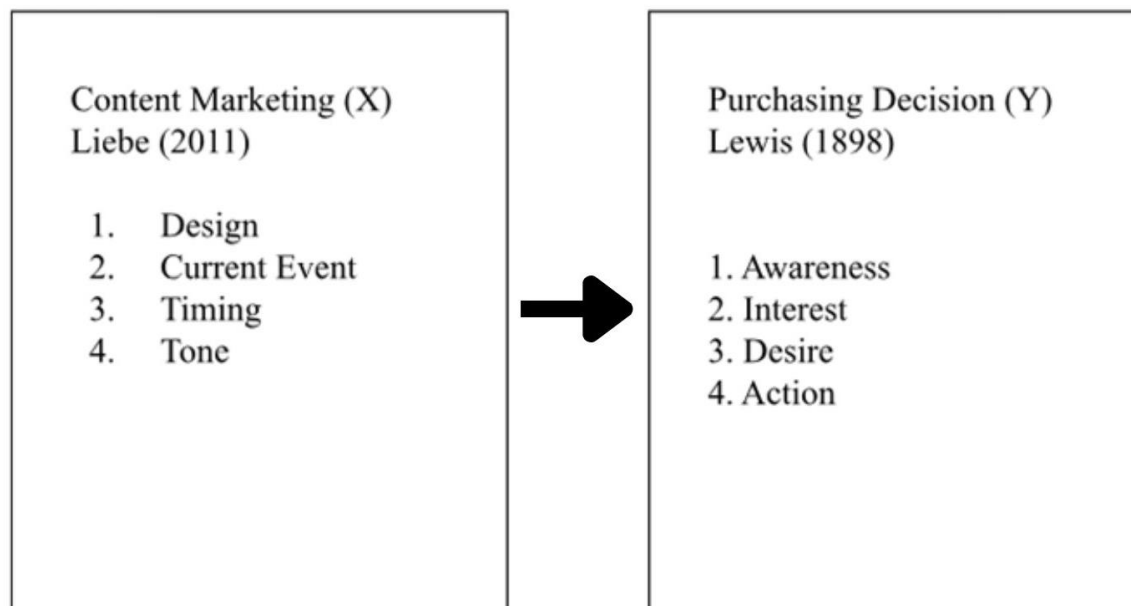 Content Marketing (X)
Liebe (2011)
1. Design
2. Current Event
3. Timing
4. Tone
Purchasing Decision (Y)
Lewis (1898)
1. Awareness
2. Interest
3. Desire
4. Action